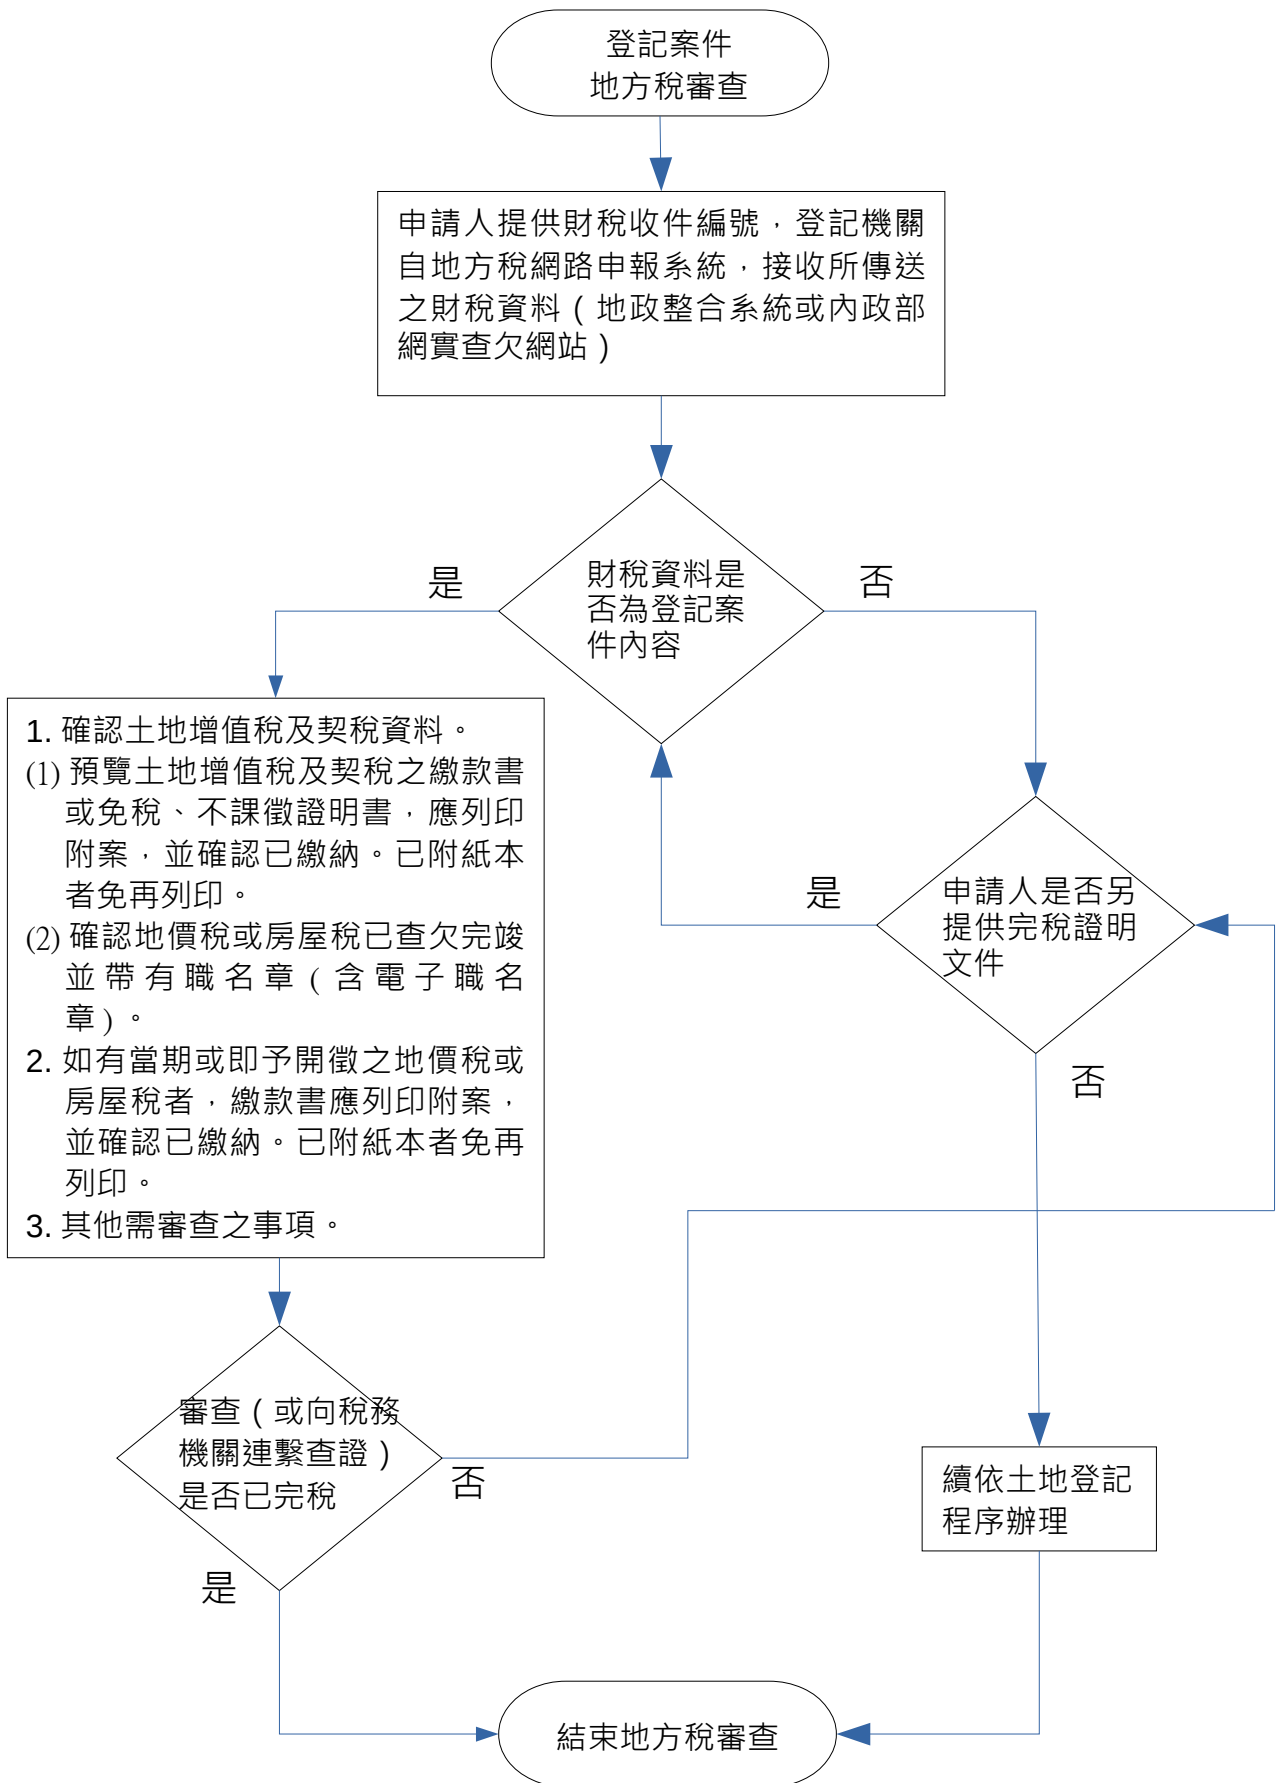 登記案件
地方稅審查
申請人提供財稅收件編號，登記機關
自地方稅網路申報系統，接收所傳送
之財稅資料（地政整合系統或內政部
網實查欠網站）
是
財稅資料是
否為登記案
件內容
否
1. 確認土地增值稅及契稅資料。
(1) 預覽土地增值稅及契稅之繳款書
或免稅、不課徵證明書，應列印
附案，並確認已繳納。已附紙本
者免再列印。
(2) 確認地價稅或房屋稅已查欠完竣
並帶有職名章(含電子職名
章)。
2. 如有當期或即予開徵之地價稅或
房屋稅者，繳款書應列印附案，
並確認已繳納。已附紙本者免再
列印。
3. 其他需審查之事項。
是
申請人是否另
提供完稅證明
文件
否
審查（或向稅務
機關連繫查證）
是否已完稅
否
是
續依土地登記
程序辦理
結束地方稅審查